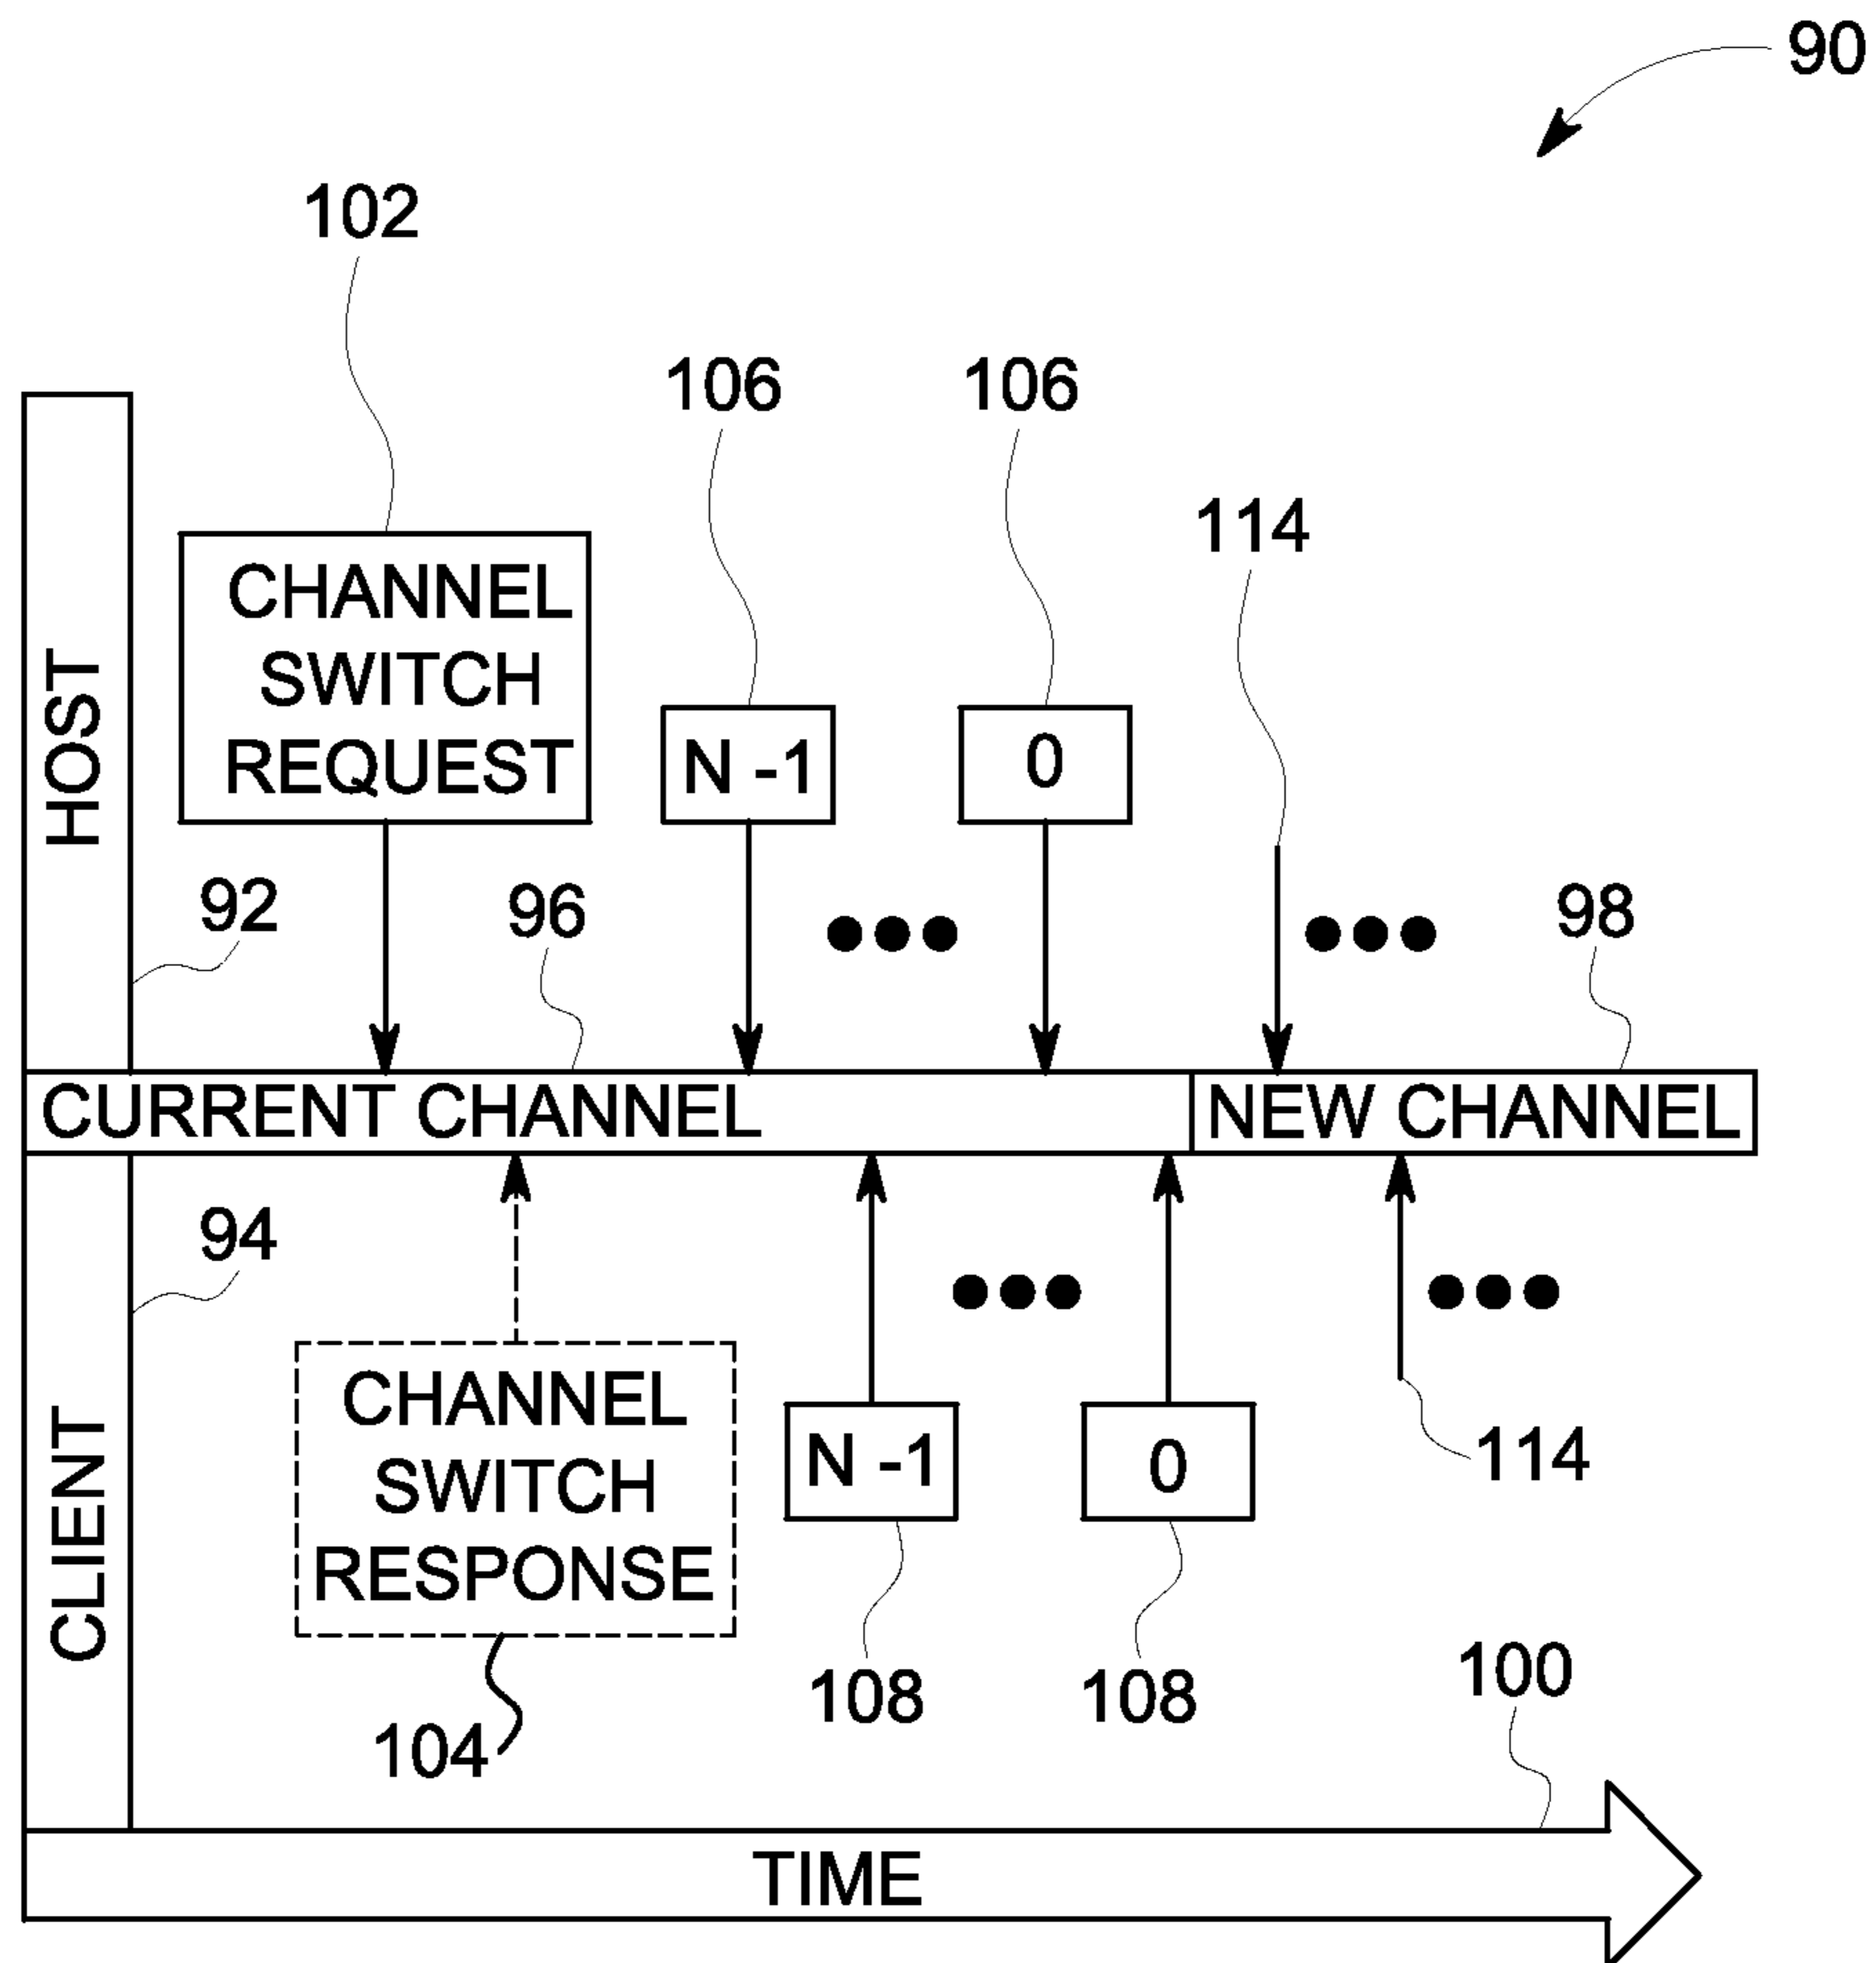 90
102
106
106
114
CHANNEL
SWITCH
REQUEST
N -1
0
HOST
92
96
98
CURRENT CHANNEL
NEW CHANNEL
94
CHANNEL
SWITCH
RESPONSE
N -1
0
114
CLIENT
104
108
108
100
TIME